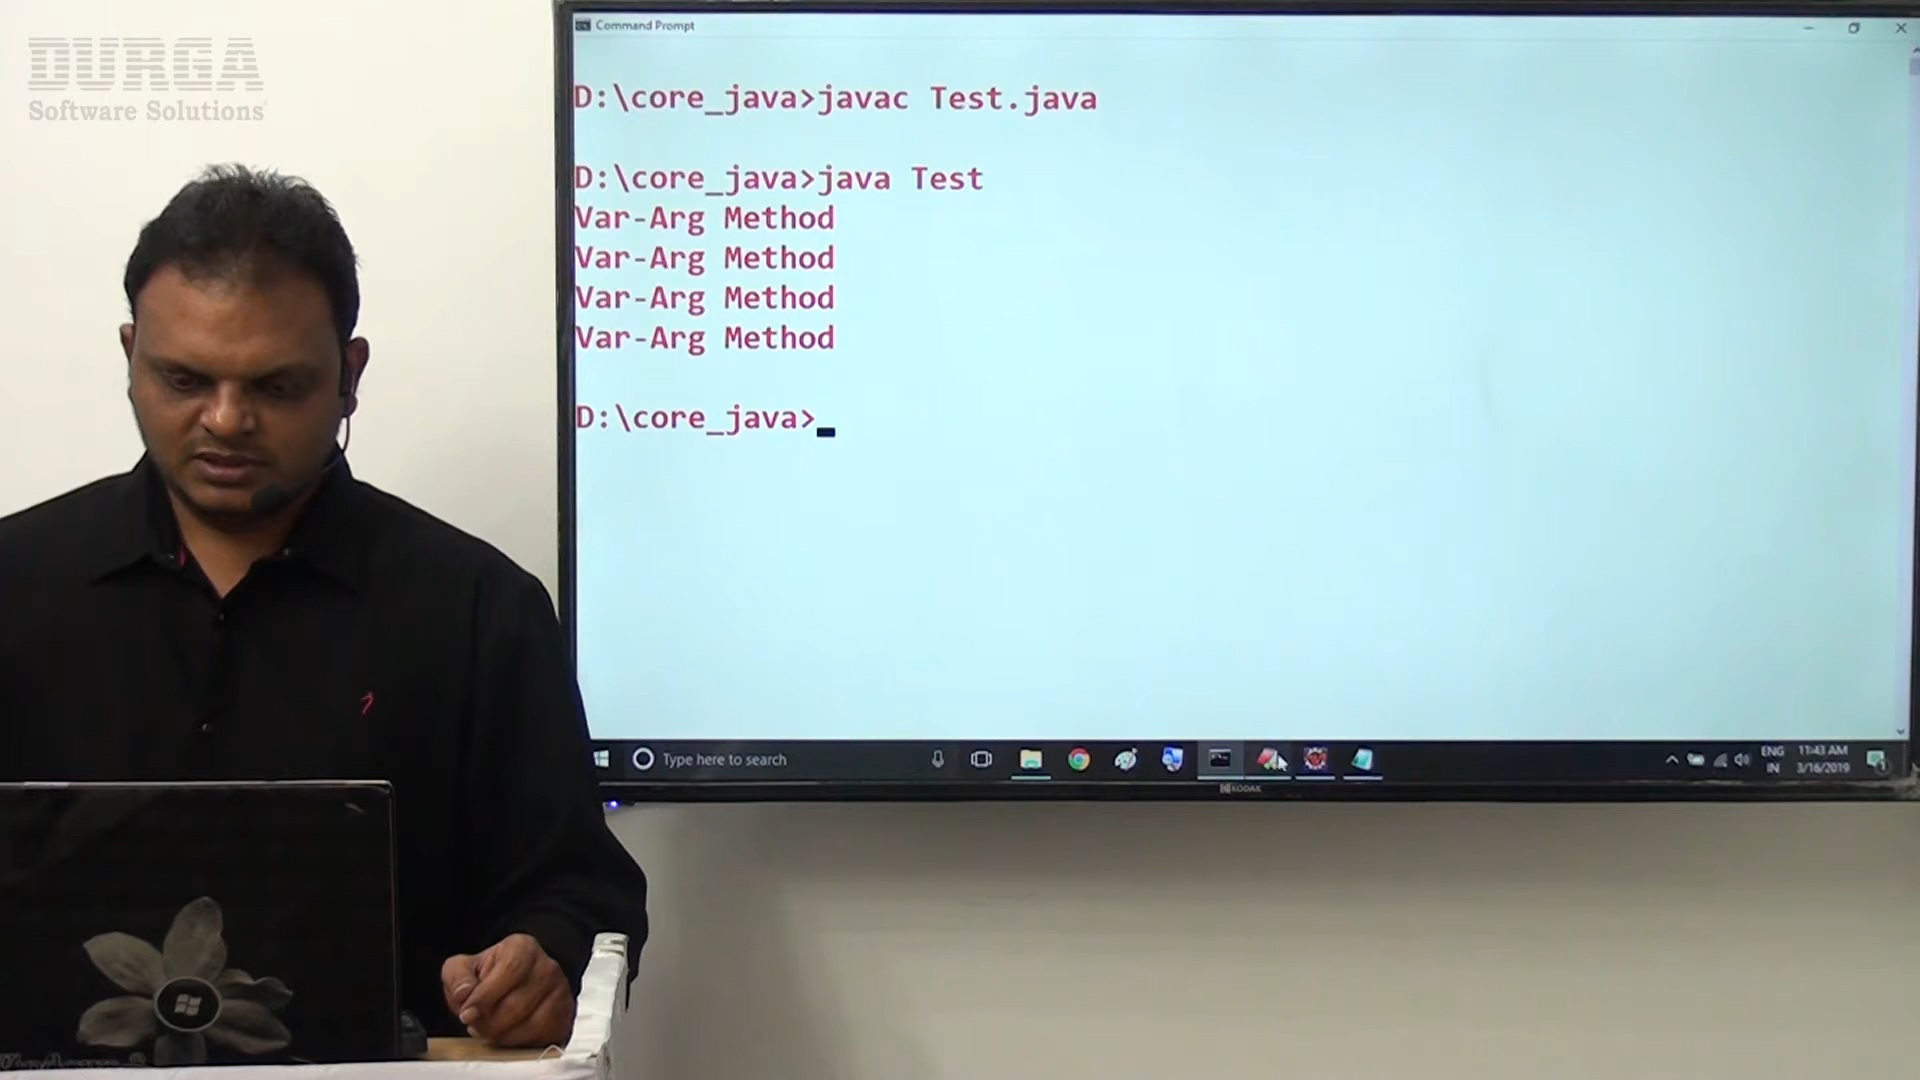 DURGA
Software Solutions
Command Prompt
D:\core_java>javac Test.java
D:\core_java>java Test
Var-Arg Method
Var-Arg Method
Var-Arg Method
Var-Arg Method
D:\core_java>
Type here to search
ENG
IN
11:43 AM
3/16/2019
KODAK